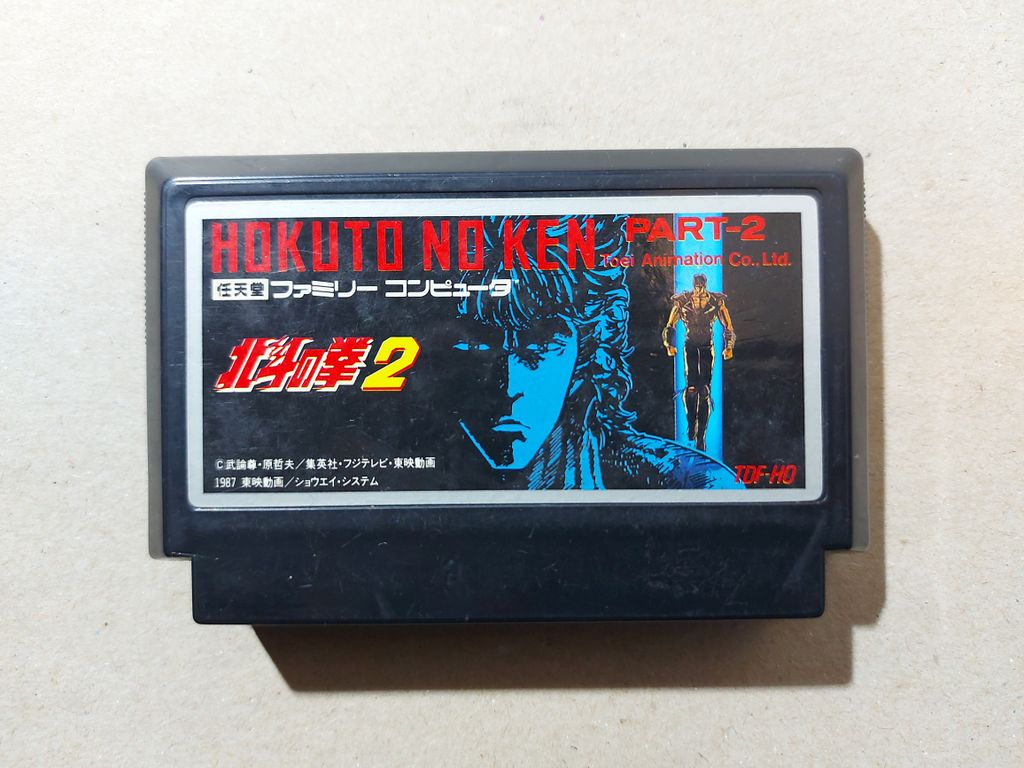 HOKUTO NO KEN PART-2
Toei Animation Co., Ltd.
任天堂 ファミリー コンピュータ™
北斗の拳2
©武論尊・原哲夫／集英社・フジテレビ・東映動画
1987 東映動画／ショウエイ・システム
TDF-HO